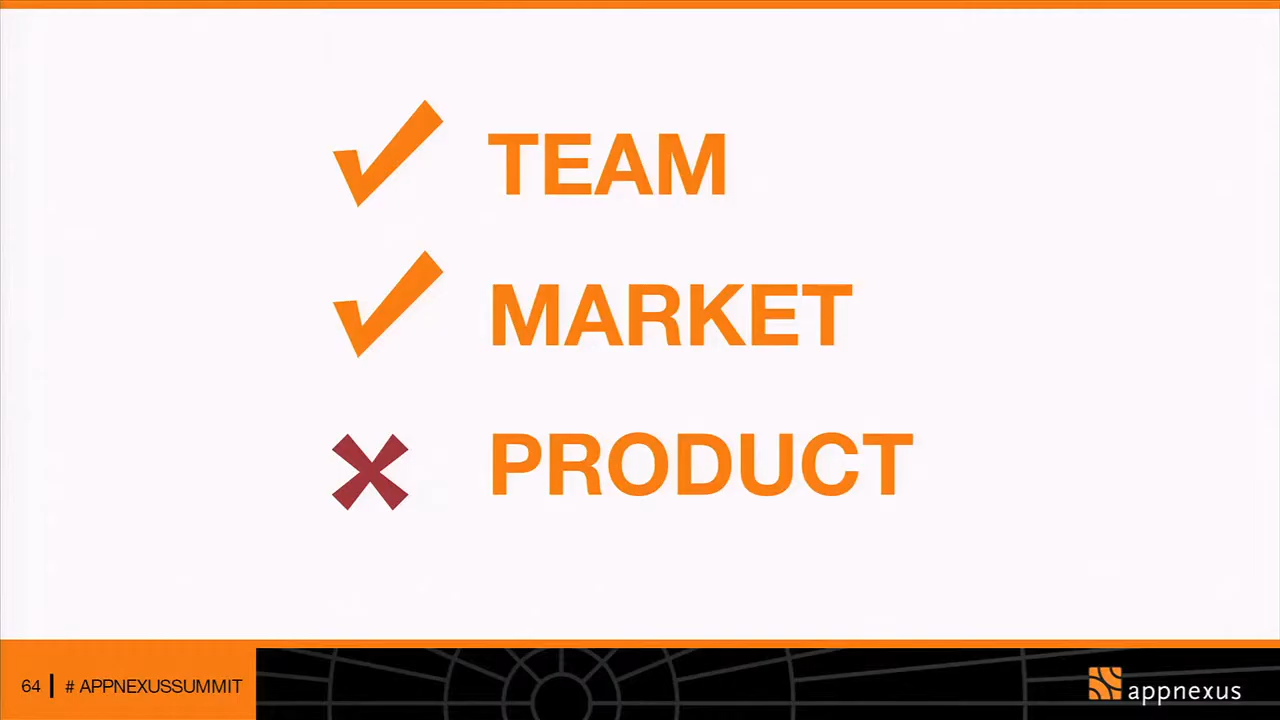 TEAM
MARKET
PRODUCT
64 | # APPNEXUSSUMMIT
appnexus